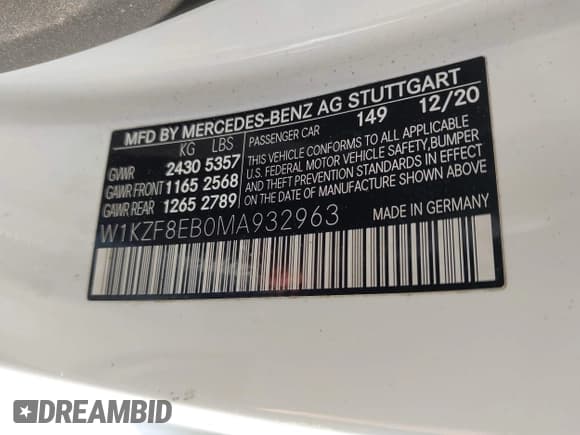 MFD BY MERCEDES-BENZ AG STUTTGART
KG LBS PASSENGER CAR 149 12/20
GVWR 2430 5357
GAWR FRONT 1165 2568
GAWR REAR 1265 2789
THIS VEHICLE CONFORMS TO ALL APPLICABLE
U.S. FEDERAL MOTOR VEHICLE SAFETY,BUMPER
AND THEFT PREVENTION STANDARDS IN EFFECT
ON THE DATE OF MANUFACTURE SHOWN ABOVE
W1KZF8EB0MA932963 MADE IN GERMANY
DREAMBID